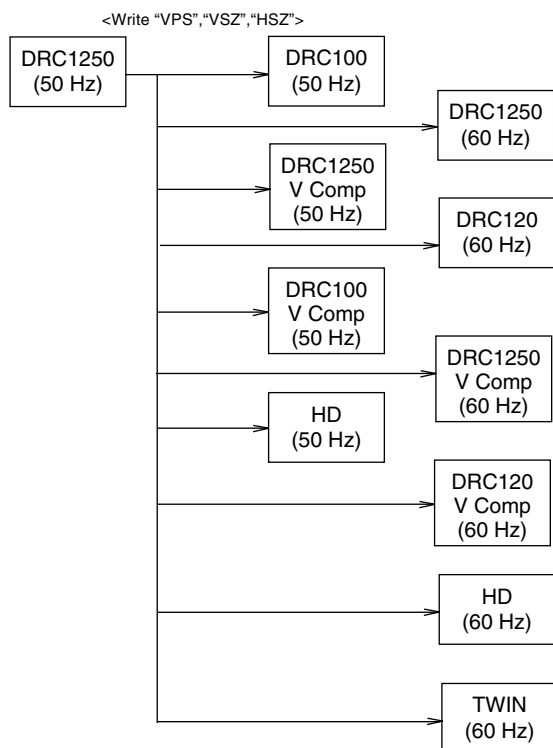 <Write “VPS”,“VSZ”,“HSZ”>
DRC1250
(50 Hz)
DRC100
(50 Hz)
DRC1250
(60 Hz)
DRC1250
V Comp
(50 Hz)
DRC120
(60 Hz)
DRC100
V Comp
(50 Hz)
DRC1250
V Comp
(60 Hz)
HD
(50 Hz)
DRC120
V Comp
(60 Hz)
HD
(60 Hz)
TWIN
(60 Hz)